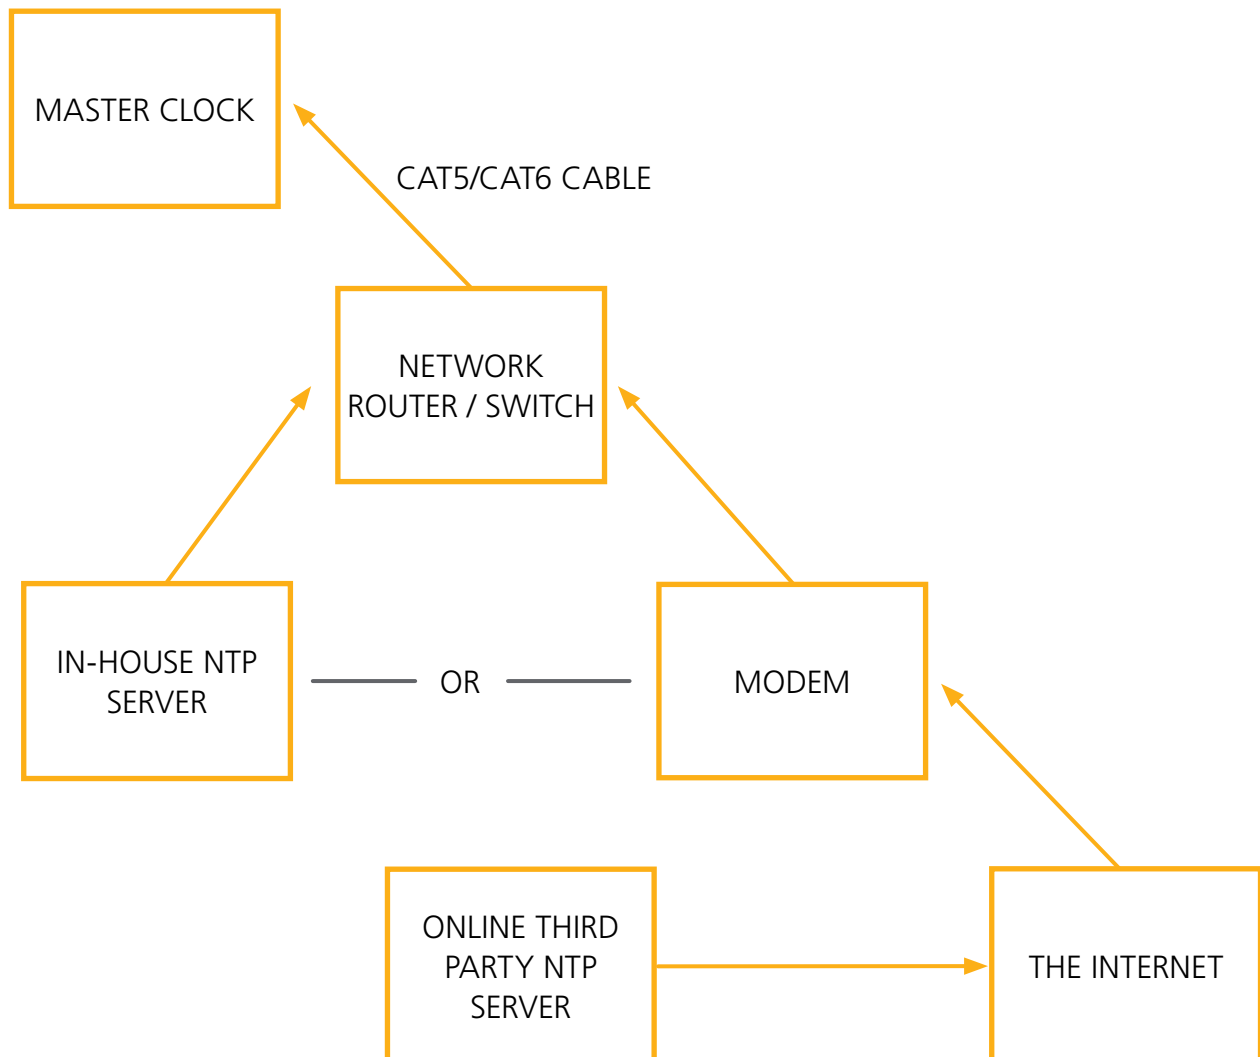 MASTER CLOCK
CAT5/CAT6 CABLE
NETWORK
ROUTER / SWITCH
IN-HOUSE NTP
SERVER
OR
MODEM
ONLINE THIRD
PARTY NTP
SERVER
THE INTERNET